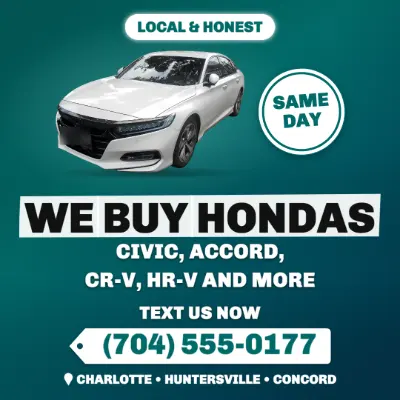 LOCAL & HONEST
SAME
DAY
WE BUY HONDAS
CIVIC, ACCORD,
CR-V, HR-V AND MORE
TEXT US NOW
(704) 555-0177
CHARLOTTE • HUNTERSVILLE • CONCORD